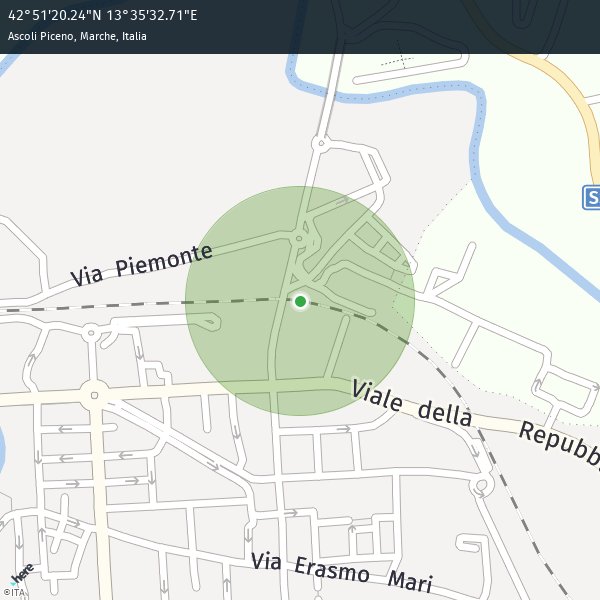 42°51'20.24"N 13°35'32.71"E
Ascoli Piceno, Marche, Italia
S
Via Piemonte
Viale della
Repubb
Via Erasmo Mari
here
©ITA